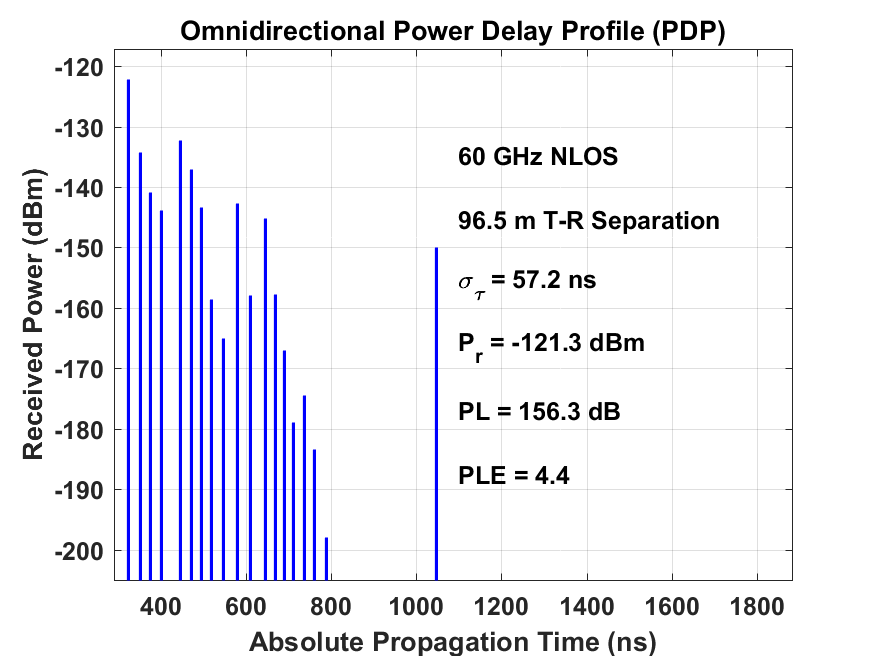 Omnidirectional Power Delay Profile (PDP)
-120
-130
-140
-150
-160
-170
-180
-190
-200
Received Power (dBm)
60 GHz NLOS
96.5 m T-R Separation
σ_τ = 57.2 ns
P_r = -121.3 dBm
PL = 156.3 dB
PLE = 4.4
400 600 800 1000 1200 1400 1600 1800
Absolute Propagation Time (ns)